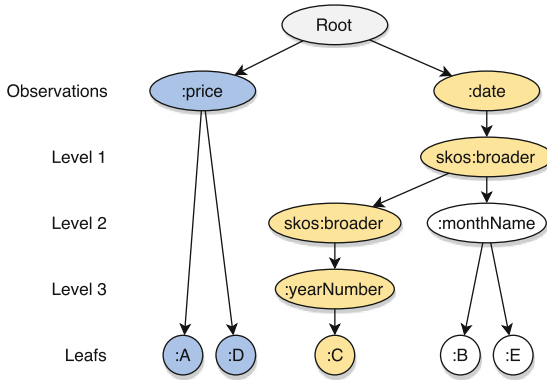 Root
Observations :price :date
Level 1 skos:broader
Level 2 skos:broader :monthName
Level 3 :yearNumber
Leafs :A :D :C :B :E